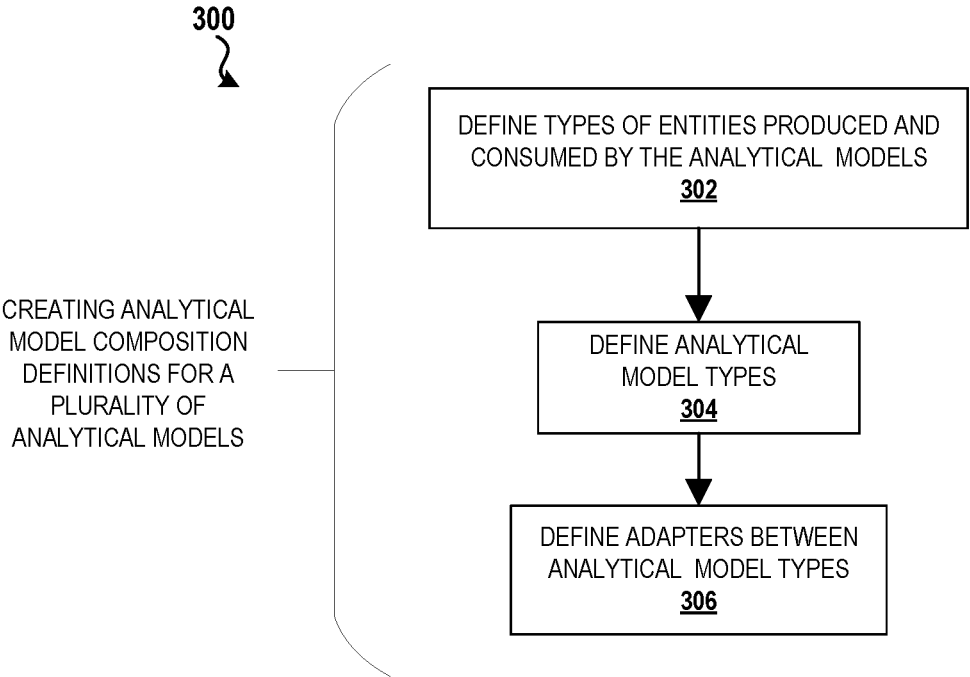 300
DEFINE TYPES OF ENTITIES PRODUCED AND
CONSUMED BY THE ANALYTICAL MODELS
302
CREATING ANALYTICAL
MODEL COMPOSITION
DEFINITIONS FOR A
PLURALITY OF
ANALYTICAL MODELS
DEFINE ANALYTICAL
MODEL TYPES
304
DEFINE ADAPTERS BETWEEN
ANALYTICAL MODEL TYPES
306